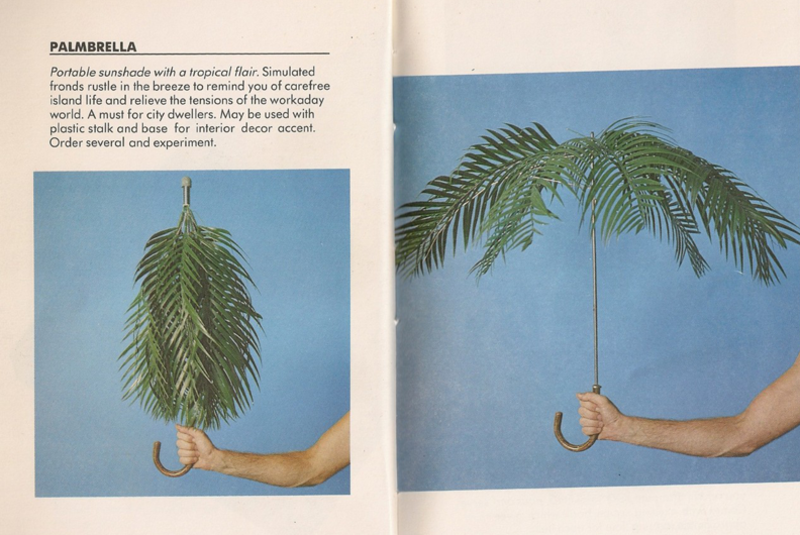 PALMBRELLA
Portable sunshade with a tropical flair. Simulated
fronds rustle in the breeze to remind you of carefree
island life and relieve the tensions of the workaday
world. A must for city dwellers. May be used with
plastic stalk and base for interior decor accent.
Order several and experiment.